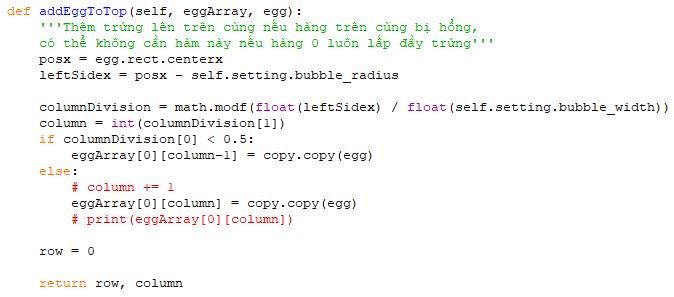 def addEggToTop(self, eggArray, egg):
    '''Thêm trứng lên trên cùng nếu hàng trên cùng bị hổng,
    có thể không cần hàm này nếu hàng 0 luôn lấp đầy trứng'''
    posx = egg.rect.centerx
    leftSidex = posx - self.setting.bubble_radius
    columnDivision = math.modf(float(leftSidex) / float(self.setting.bubble_width))
    column = int(columnDivision[1])
    if columnDivision[0] < 0.5:
        eggArray[0][column-1] = copy.copy(egg)
    else:
        # column += 1
        eggArray[0][column] = copy.copy(egg)
        # print(eggArray[0][column])
    row = 0
    return row, column